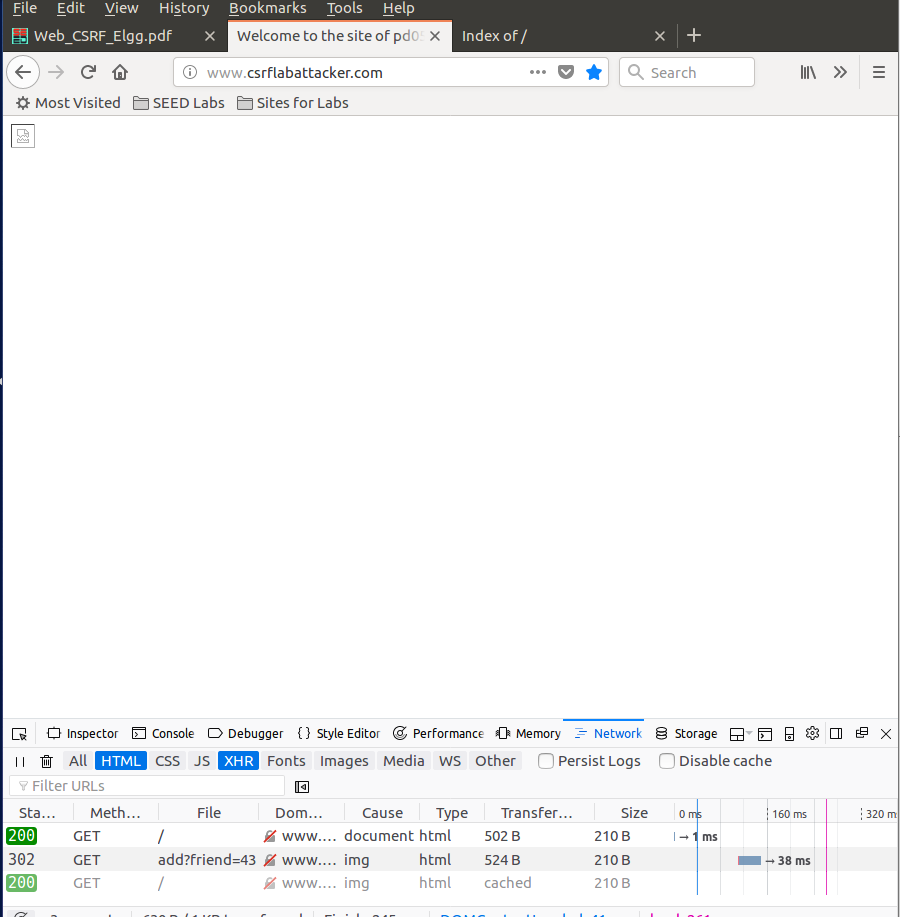 File Edit View History Bookmarks Tools Help
Web_CSRF_Elgg.pdf Welcome to the site of pd05 Index of /
www.csrflabattacker.com Search
Most Visited SEED Labs Sites for Labs
Inspector Console Debugger Style Editor Performance Memory Network Storage
All HTML CSS JS XHR Fonts Images Media WS Other Persist Logs Disable cache
Filter URLs
Sta… Meth… File Dom… Cause Type Transfer… Size 0 ms 160 ms 320 m
200 GET / www.… document html 502 B 210 B → 1 ms
302 GET add?friend=43 www.… img html 524 B 210 B → 38 ms
200 GET / www.… img html cached 210 B